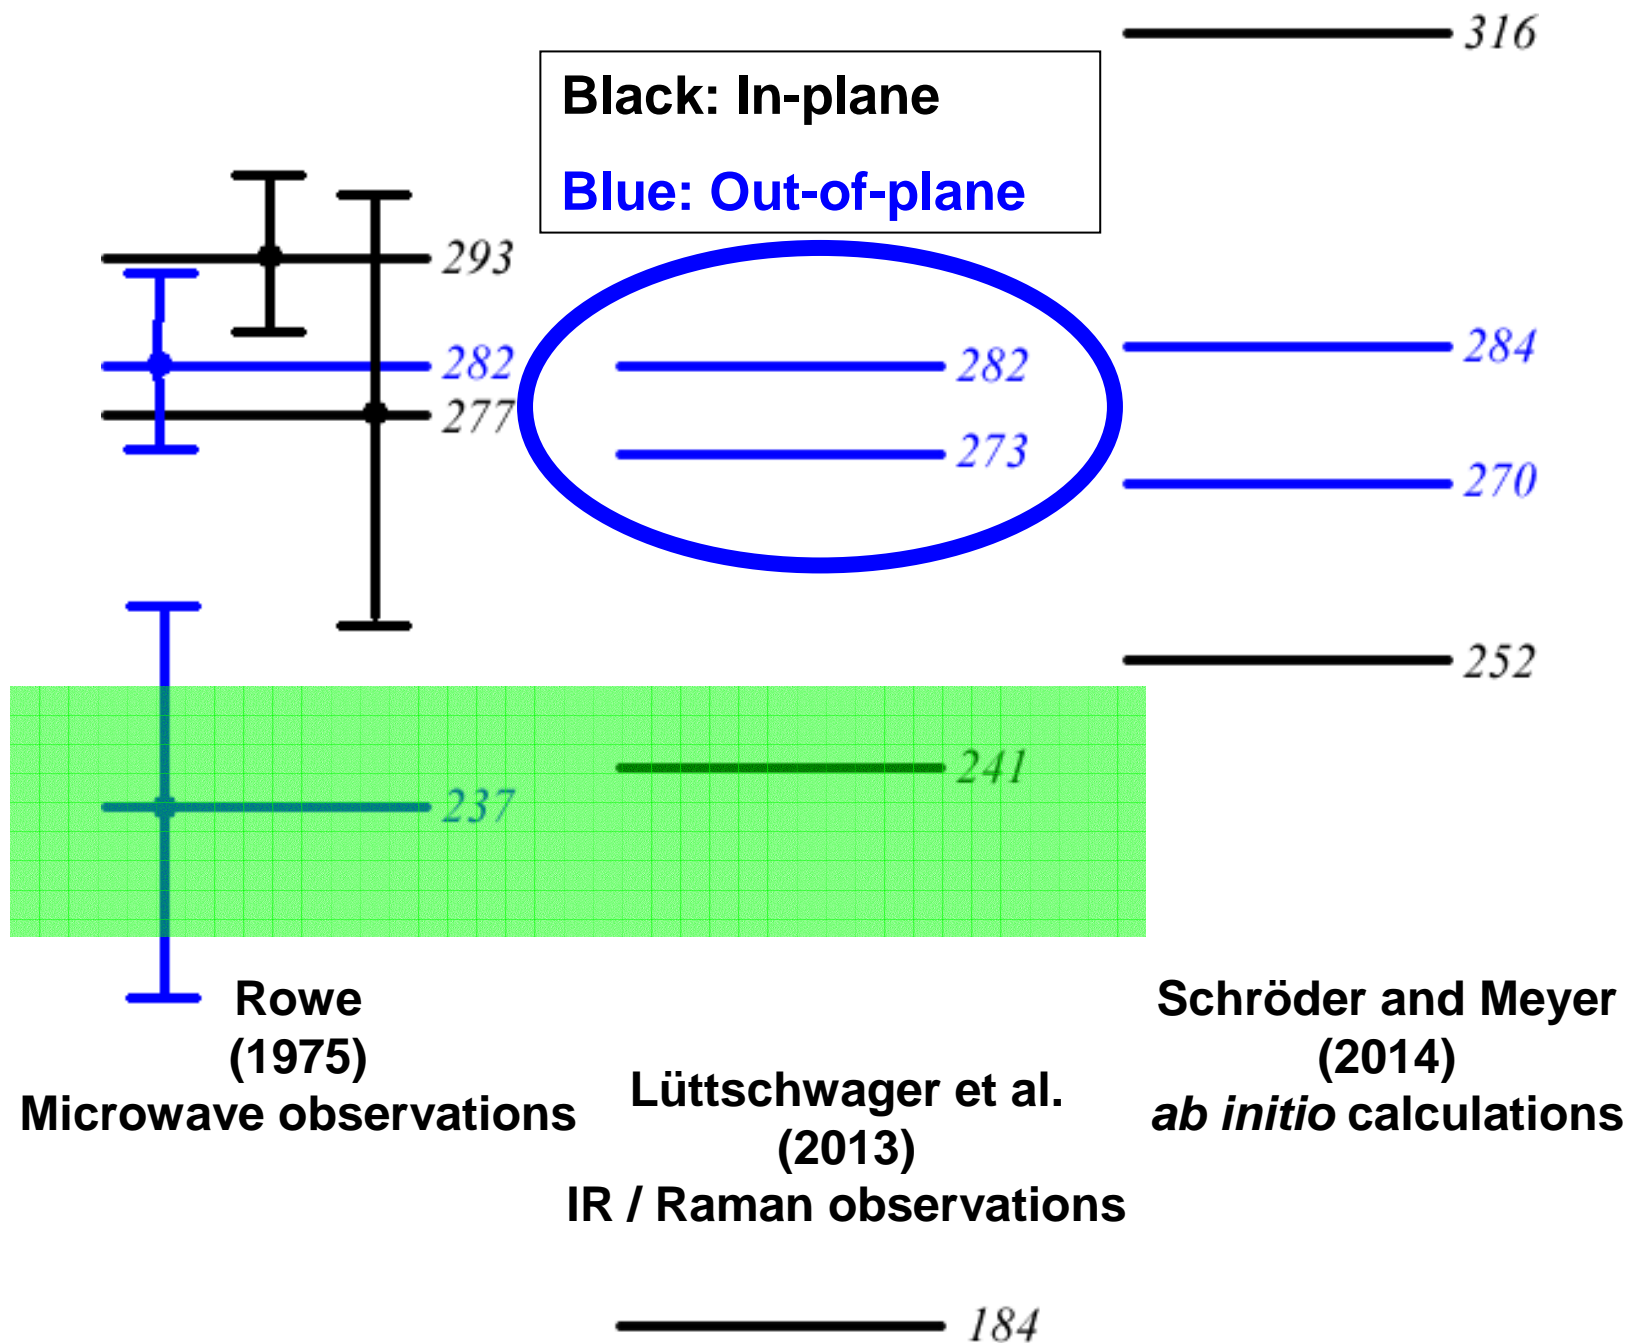 316
Black: In-plane
Blue: Out-of-plane
293
282
277
282
273
284
270
252
241
237
Rowe
(1975)
Microwave observations
Lüttschwager et al.
(2013)
IR / Raman observations
Schröder and Meyer
(2014)
ab initio calculations
184